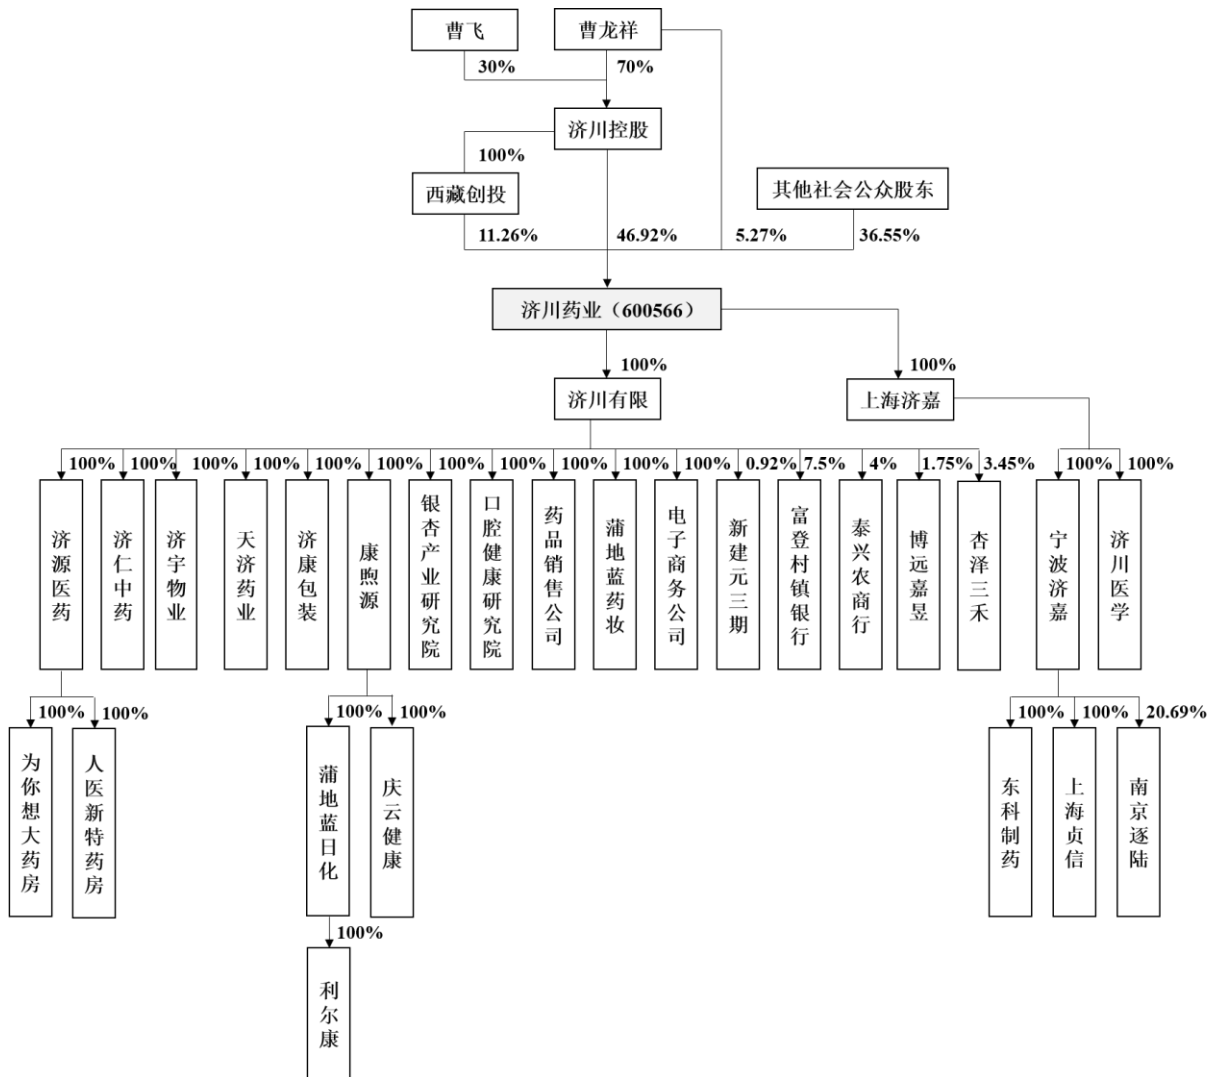 曹飞
曹龙祥
30%
70%
济川控股
100%
西藏创投
其他社会公众股东
11.26%
46.92%
5.27%
36.55%
济川药业（600566）
100%
100%
济川有限
上海济嘉
100%
100%
100%
100%
100%
100%
100%
100%
100%
100%
100%
0.92%
7.5%
4%
1.75%
3.45%
100%
100%
济源医药
济仁中药
济宇物业
天济药业
济康包装
康煦源
银杏产业研究院
口腔健康研究院
药品销售公司
蒲地蓝药妆
电子商务公司
新建元三期
富登村镇银行
泰兴农商行
博远嘉昱
杏泽三禾
宁波济嘉
济川医学
100%
100%
100%
100%
100%
100%
20.69%
为你想大药房
人医新特药房
蒲地蓝日化
庆云健康
东科制药
上海贞信
南京逐陆
100%
利尔康